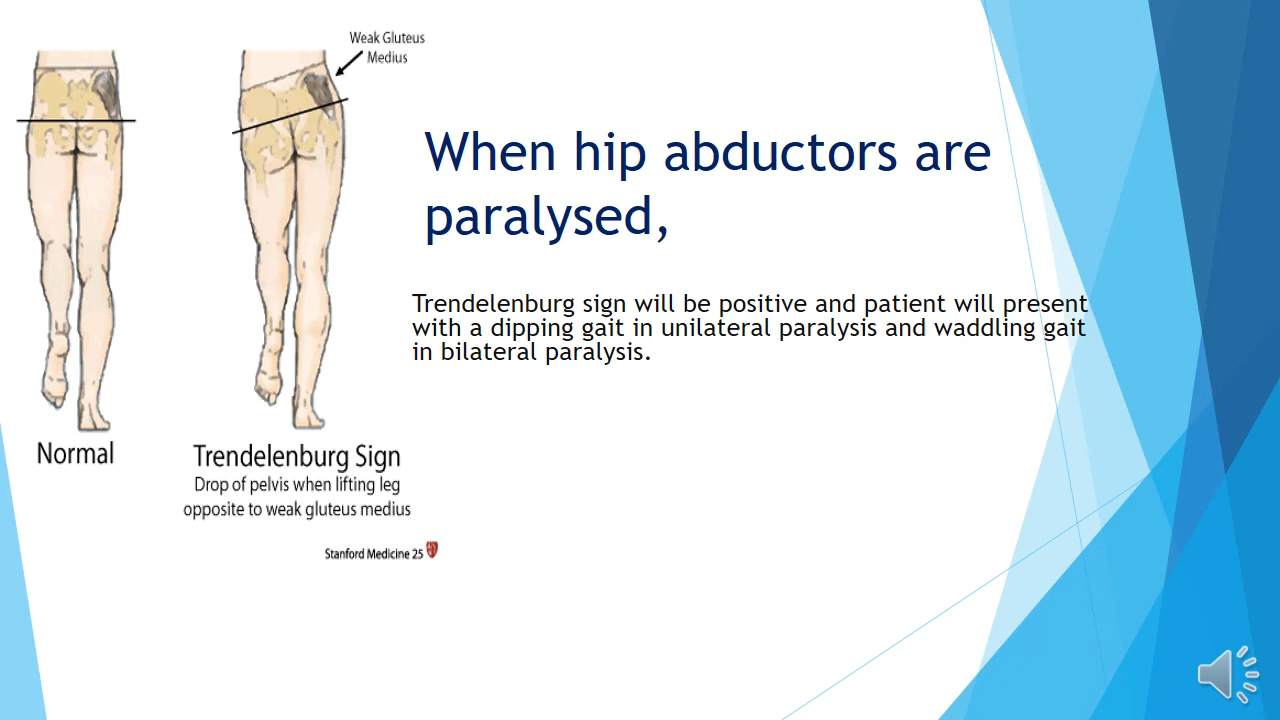 Weak Gluteus
Medius
When hip abductors are
paralysed,
Trendelenburg sign will be positive and patient will present
with a dipping gait in unilateral paralysis and waddling gait
in bilateral paralysis.
Normal
Trendelenburg Sign
Drop of pelvis when lifting leg
opposite to weak gluteus medius
Stanford Medicine 25